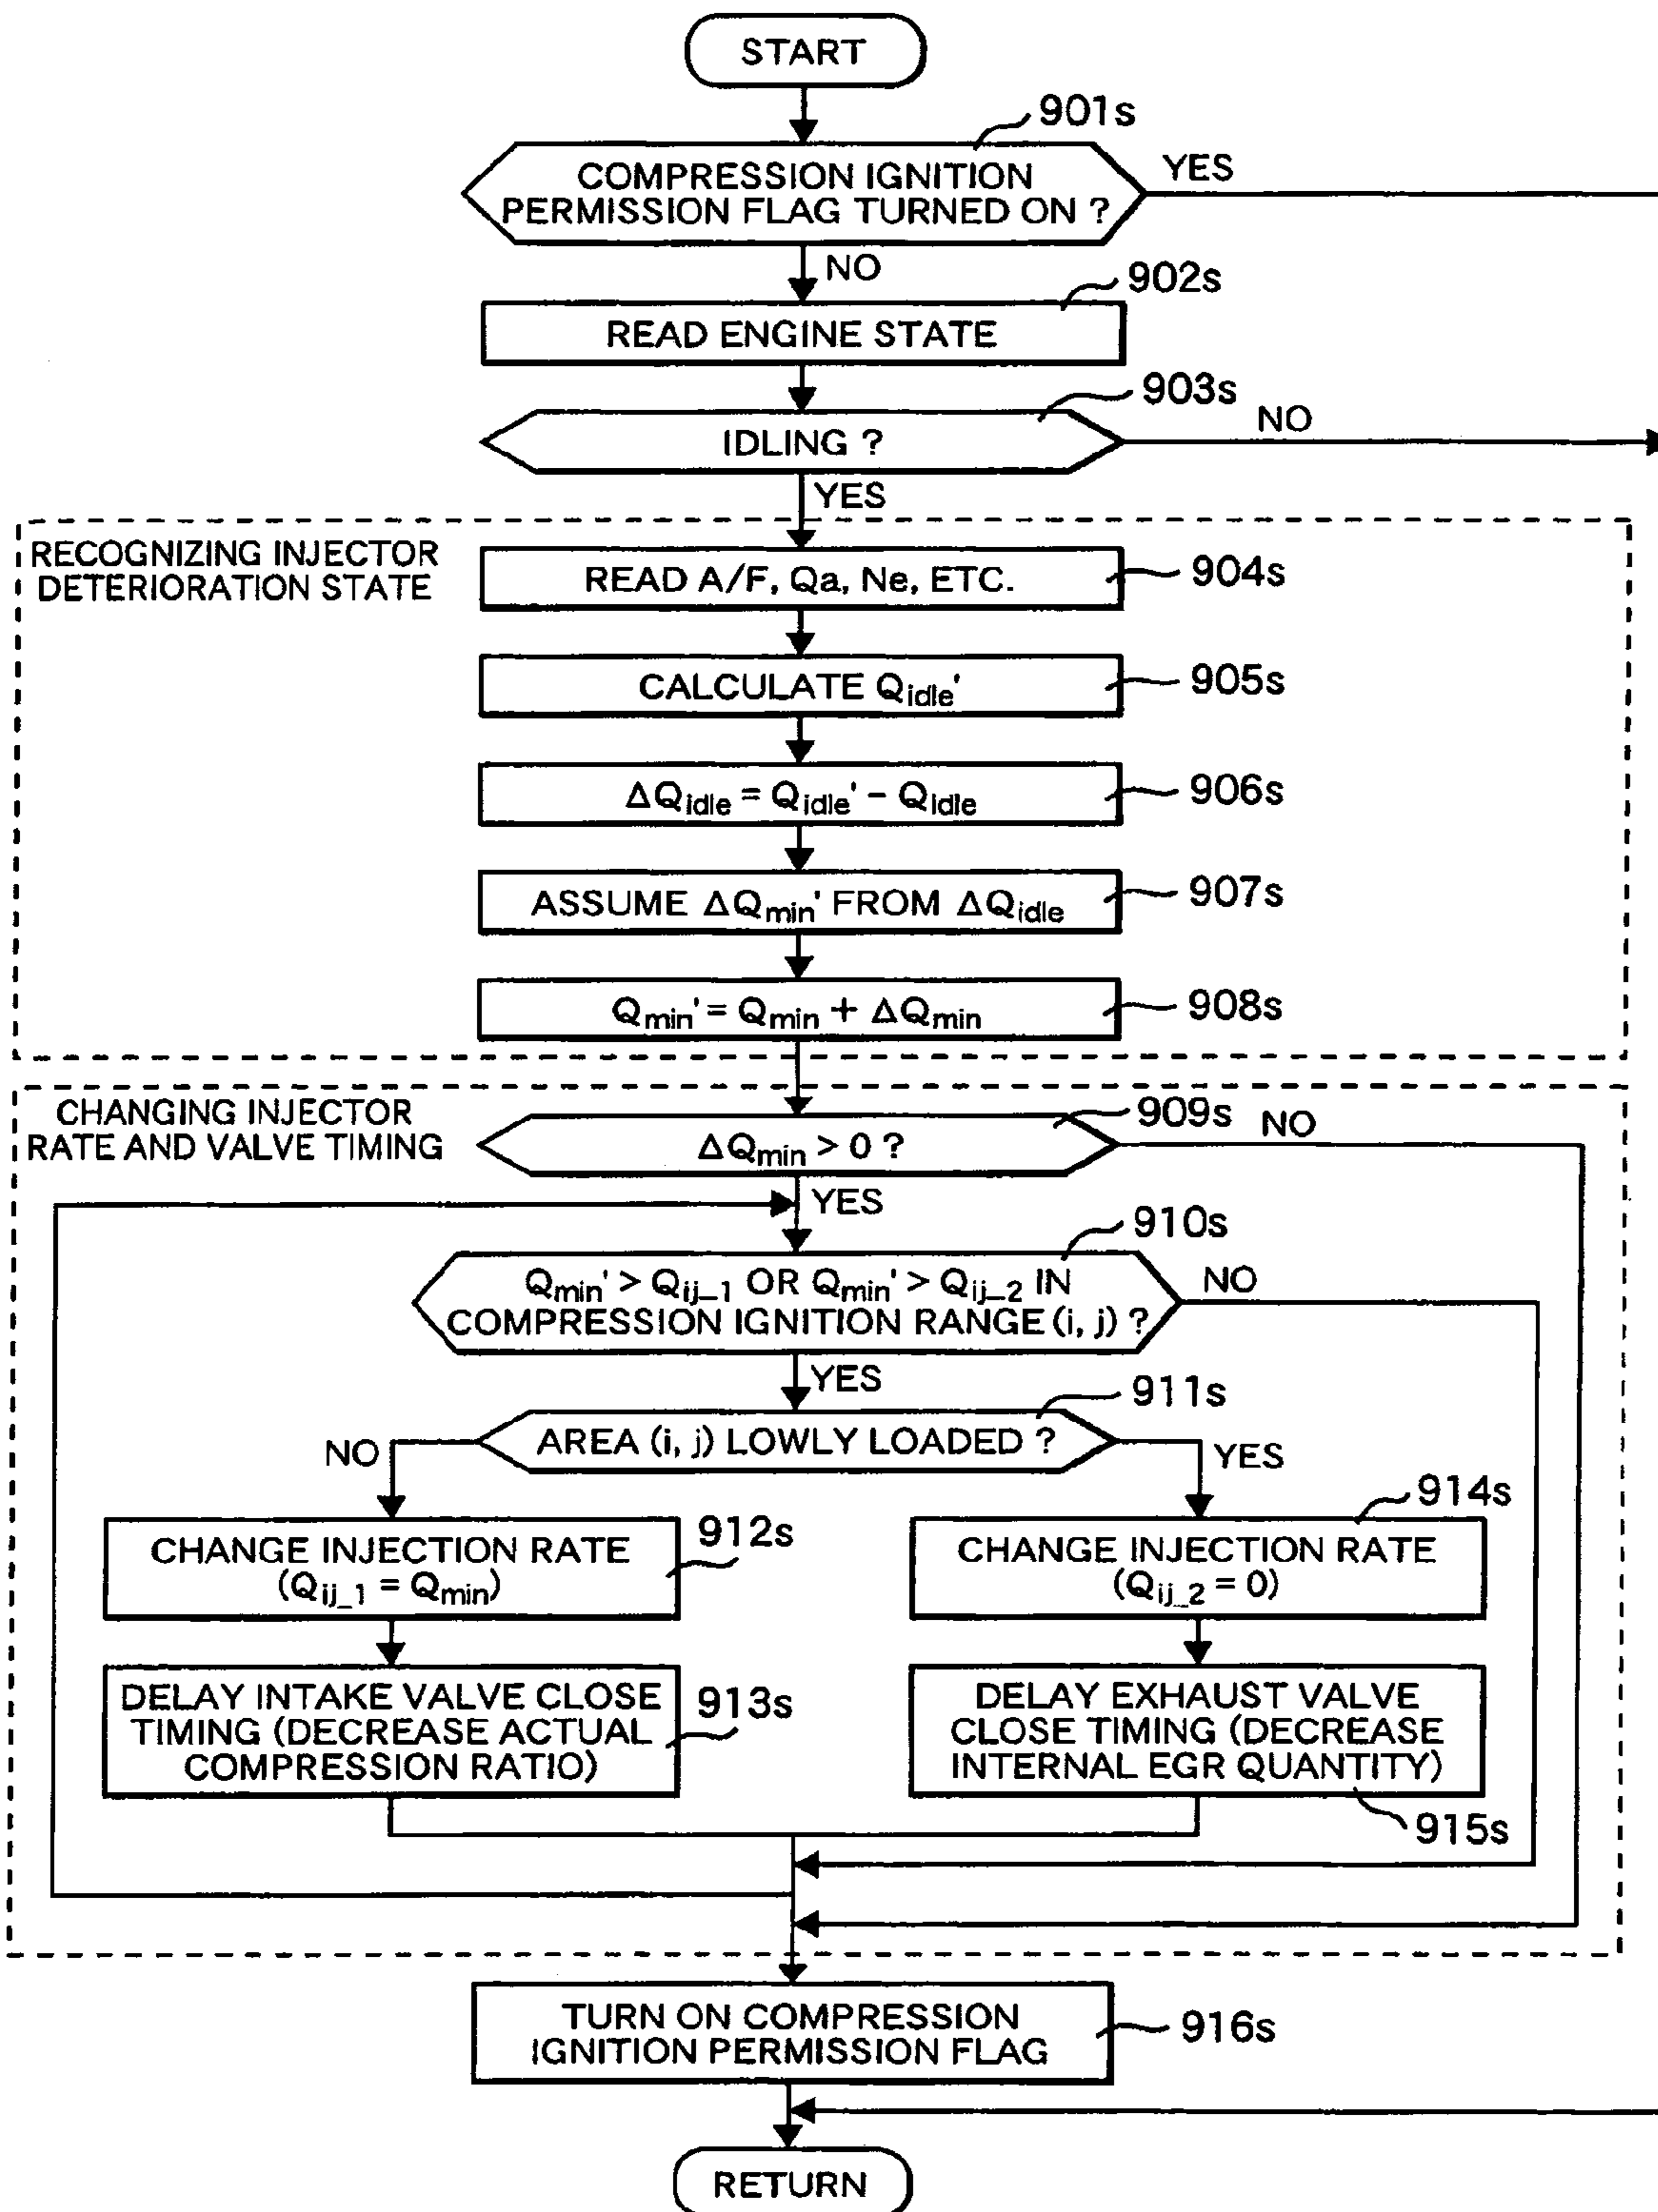 START
901s
COMPRESSION IGNITION
PERMISSION FLAG TURNED ON ?
YES
NO
902s
READ ENGINE STATE
903s
IDLING ?
NO
YES
RECOGNIZING INJECTOR
DETERIORATION STATE
READ A/F, Qa, Ne, ETC.
904s
CALCULATE Qidle'
905s
ΔQidle = Qidle' - Qidle
906s
ASSUME ΔQmin' FROM ΔQidle
907s
Qmin' = Qmin + ΔQmin
908s
CHANGING INJECTOR
RATE AND VALVE TIMING
909s
ΔQmin > 0 ?
NO
YES
910s
Qmin' > Qij_1 OR Qmin' > Qij_2 IN
COMPRESSION IGNITION RANGE (i, j) ?
NO
YES
911s
AREA (i, j) LOWLY LOADED ?
NO
YES
912s
CHANGE INJECTION RATE
(Qij_1 = Qmin)
914s
CHANGE INJECTION RATE
(Qij_2 = 0)
DELAY INTAKE VALVE CLOSE
TIMING (DECREASE ACTUAL
COMPRESSION RATIO)
913s
DELAY EXHAUST VALVE
CLOSE TIMING (DECREASE
INTERNAL EGR QUANTITY)
915s
TURN ON COMPRESSION
IGNITION PERMISSION FLAG
916s
RETURN